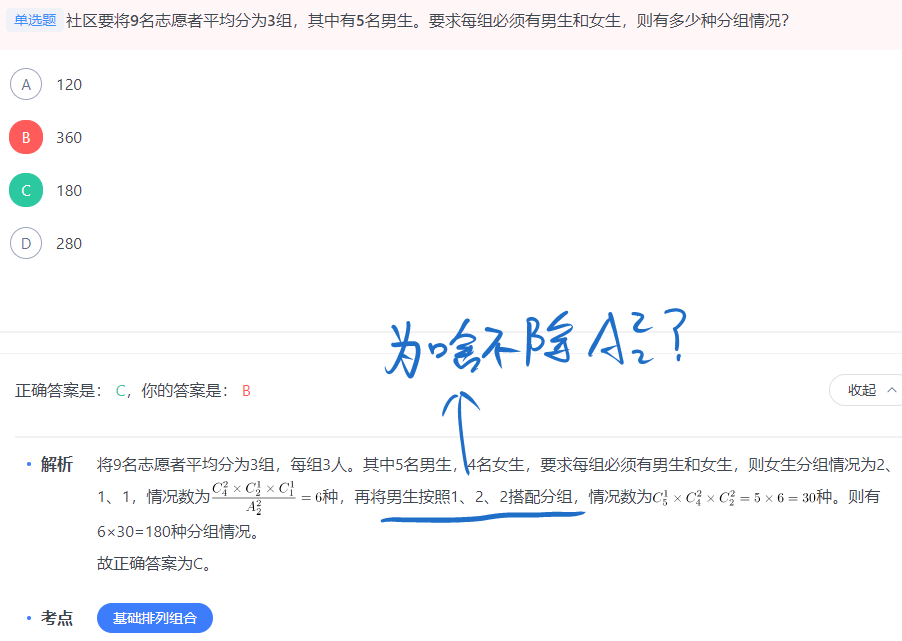 单选题 社区要将9名志愿者平均分为3组，其中有5名男生。要求每组必须有男生和女生，则有多少种分组情况？
A 120
B 360
C 180
D 280
为啥不除 A₂²？
正确答案是： C，你的答案是： B
收起
• 解析 将9名志愿者平均分为3组，每组3人。其中5名男生，4名女生，要求每组必须有男生和女生，则女生分组情况为2、
1、1，情况数为\frac{C_4^2×C_2^1×C_1^1}{A_2^2}=6种，再将男生按照1、2、2搭配分组，情况数为C_5^1×C_4^2×C_2^2=5×6=30种。则有
6×30=180种分组情况。
故正确答案为C。
• 考点 基础排列组合